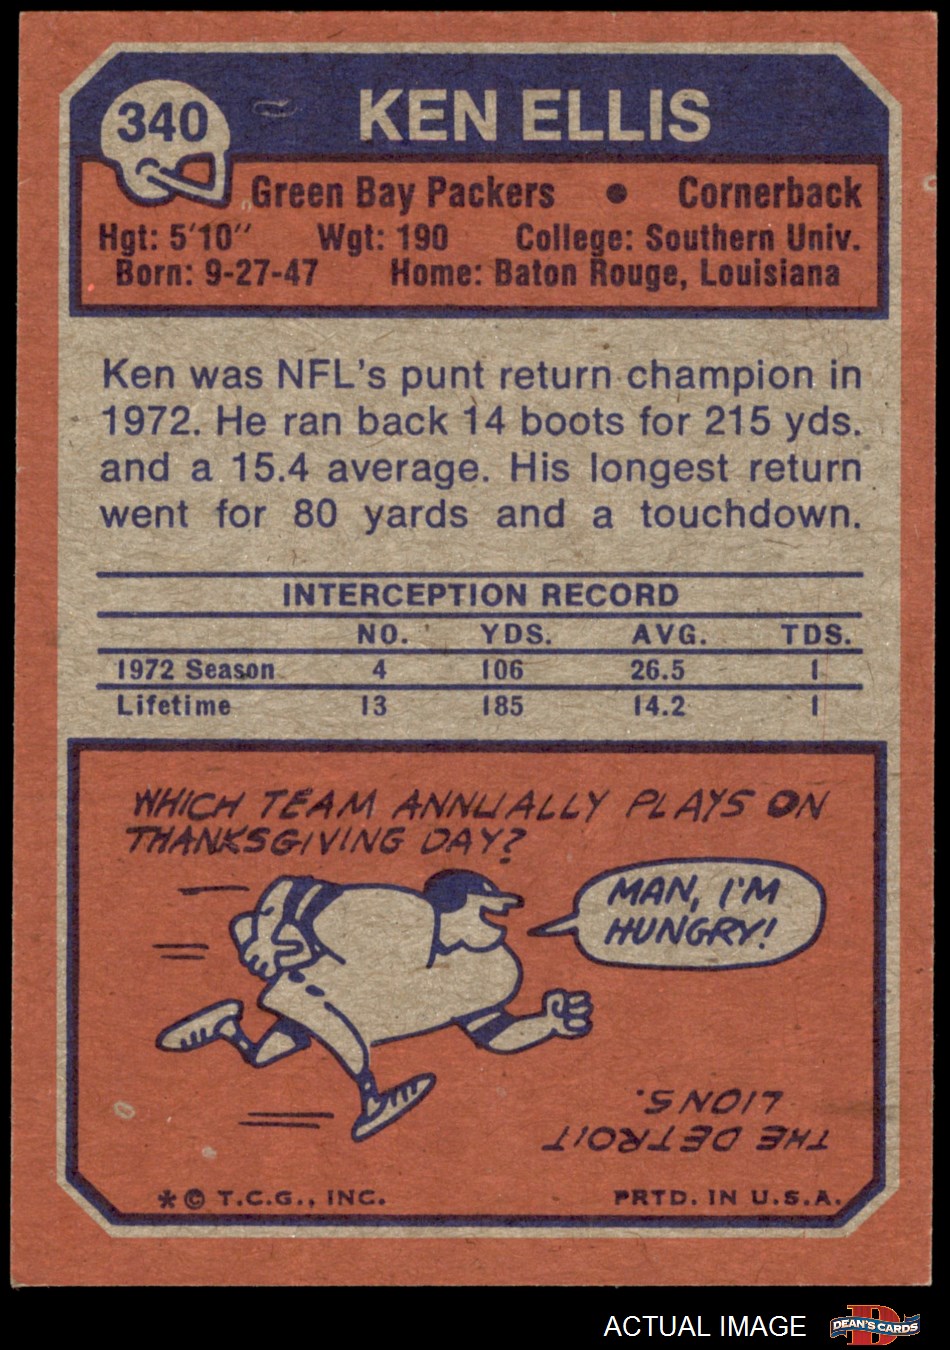 340
KEN ELLIS
Green Bay Packers • Cornerback
Hgt: 5'10" Wgt: 190 College: Southern Univ.
Born: 9-27-47 Home: Baton Rouge, Louisiana
Ken was NFL's punt return champion in
1972. He ran back 14 boots for 215 yds.
and a 15.4 average. His longest return
went for 80 yards and a touchdown.
INTERCEPTION RECORD
NO. YDS. AVG. TDS.
1972 Season 4 106 26.5 1
Lifetime 13 185 14.2 1
WHICH TEAM ANNUALLY PLAYS ON
THANKSGIVING DAY?
MAN, I'M
HUNGRY!
THE DETROIT
LIONS.
* © T.C.G., INC. PRTD. IN U.S.A.
ACTUAL IMAGE
DEAN'S CARDS